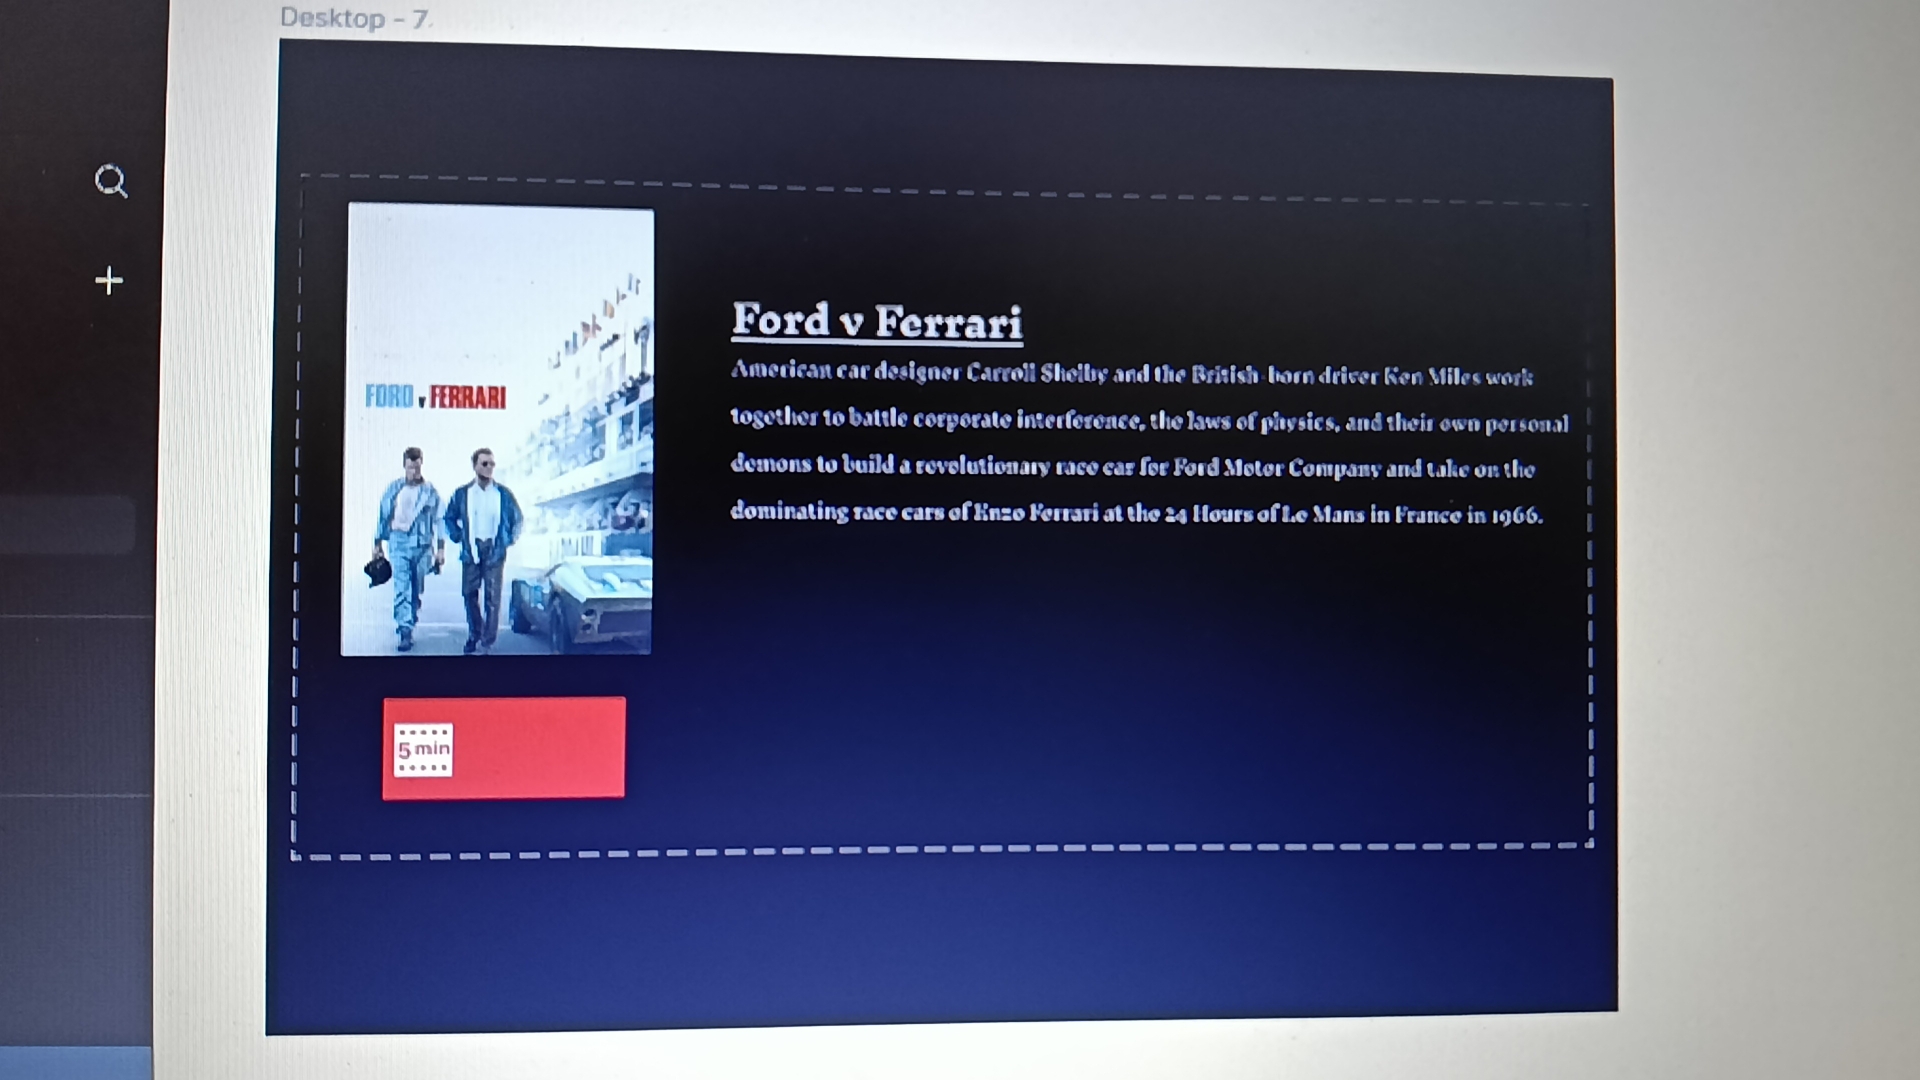 Desktop - 7
FORD v FERRARI
Ford v Ferrari
American car designer Carroll Shelby and the British-born driver Ken Miles work
together to battle corporate interference, the laws of physics, and their own personal
demons to build a revolutionary race car for Ford Motor Company and take on the
dominating race cars of Enzo Ferrari at the 24 Hours of Le Mans in France in 1966.
5 min